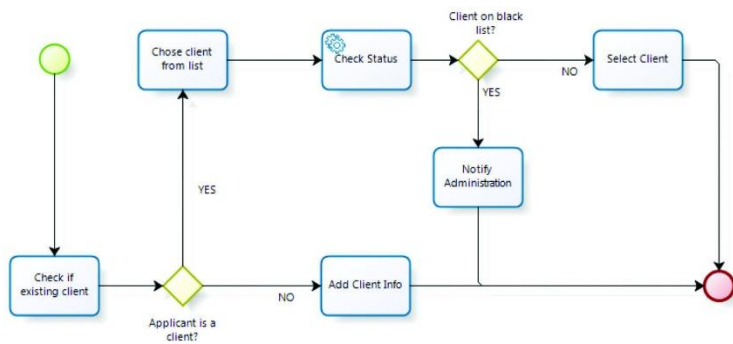 Client on black
list?
Chose client
from list
Check Status
Select Client
NO
YES
Notify
Administration
YES
Check if
existing client
Add Client Info
NO
Applicant is a
client?